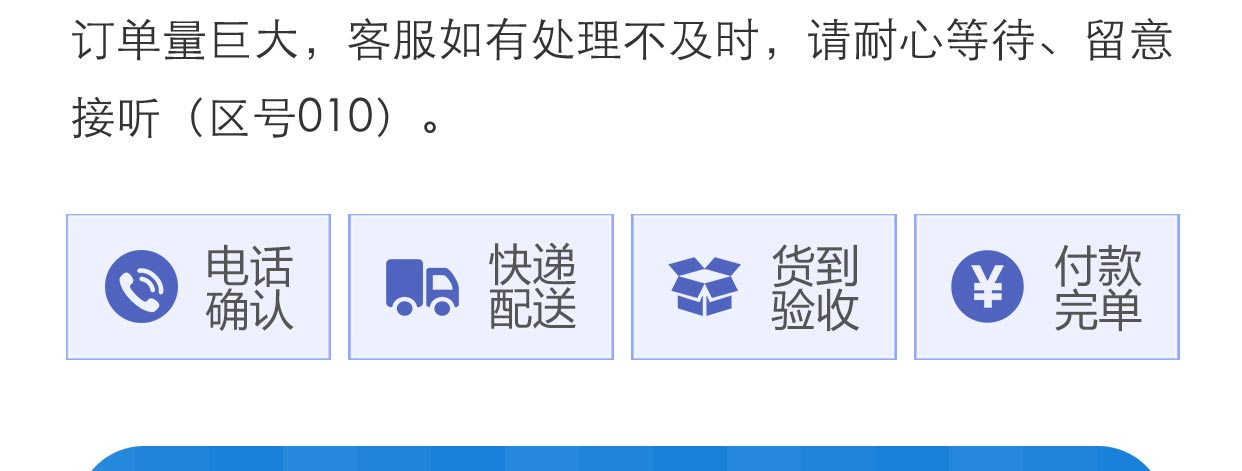 订单量巨大，客服如有处理不及时，请耐心等待、留意
接听（区号010）。
电话
确认
快递
配送
货到
验收
付款
完单